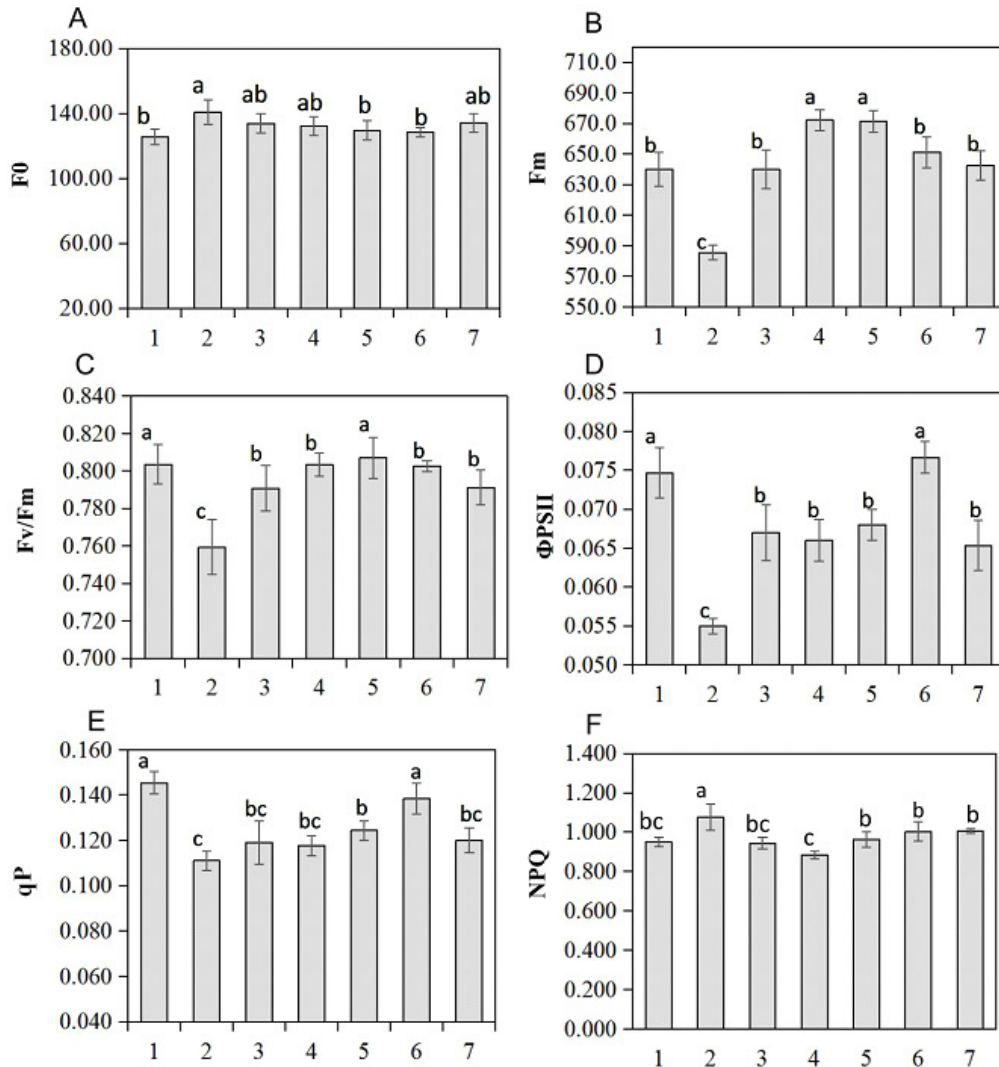 A
F0
180.00
140.00
100.00
60.00
20.00
b
a
ab
ab
b
b
ab
1 2 3 4 5 6 7
B
Fm
710.0
690.0
670.0
650.0
630.0
610.0
590.0
570.0
550.0
b
c
b
a
a
b
b
1 2 3 4 5 6 7
C
Fv/Fm
0.840
0.820
0.800
0.780
0.760
0.740
0.720
0.700
a
c
b
b
a
b
b
1 2 3 4 5 6 7
D
ΦPSII
0.085
0.080
0.075
0.070
0.065
0.060
0.055
0.050
a
c
b
b
b
a
b
1 2 3 4 5 6 7
E
qP
0.160
0.140
0.120
0.100
0.080
0.060
0.040
a
c
bc
bc
b
a
bc
1 2 3 4 5 6 7
F
NPQ
1.400
1.200
1.000
0.800
0.600
0.400
0.200
0.000
bc
a
bc
c
b
b
b
1 2 3 4 5 6 7